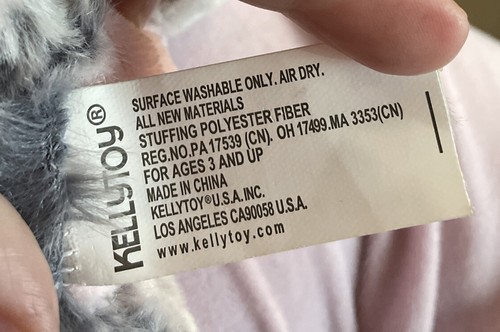 KELLYTOY®
SURFACE WASHABLE ONLY. AIR DRY.
ALL NEW MATERIALS
STUFFING POLYESTER FIBER
REG.NO.PA 17539 (CN). OH 17499.MA 3353(CN)
FOR AGES 3 AND UP
MADE IN CHINA
KELLYTOY®U.S.A.INC.
LOS ANGELES CA90058 U.S.A.
www.kellytoy.com